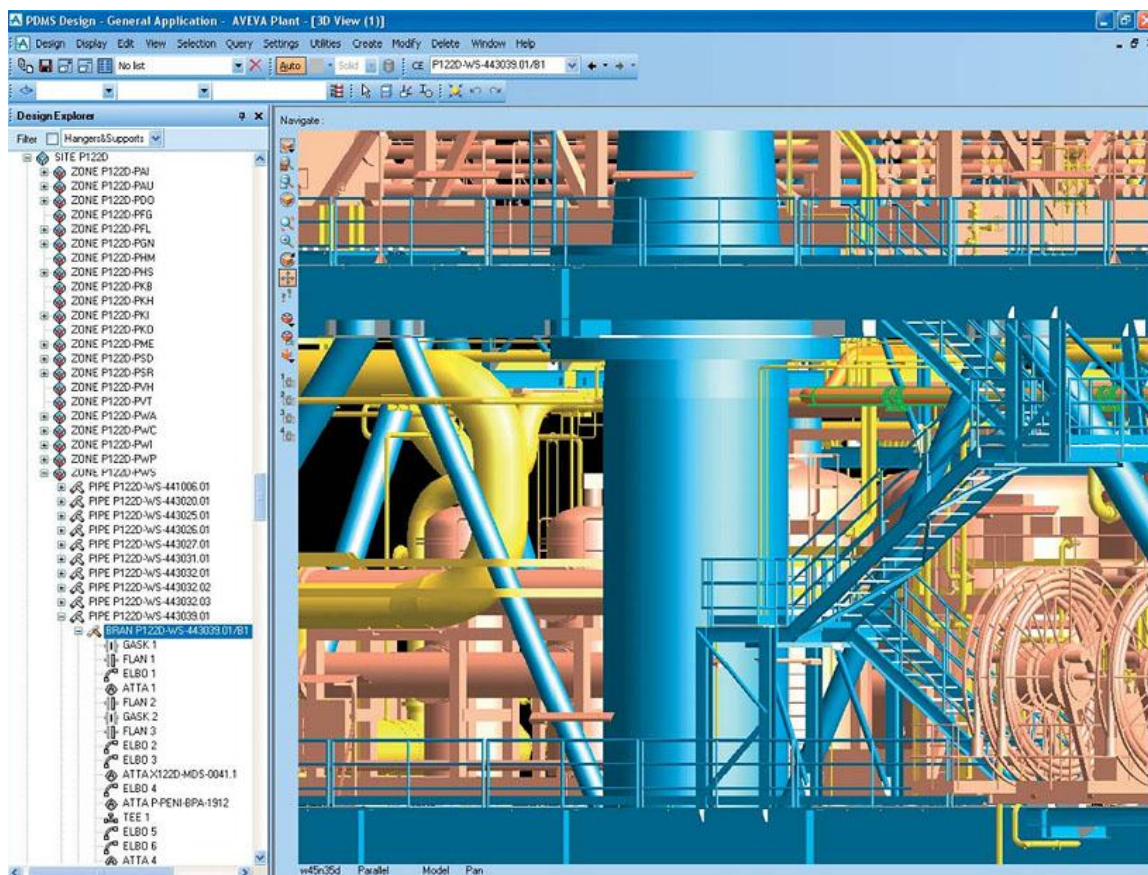 PDMS Design - General Application - AVEVA Plant - [3D View (1)]
Design Display Edit View Selection Query Settings Utilities Create Modify Delete Window Help
No list Auto Solid CE P122D-WS-443039.01/B1
Design Explorer
Navigate :
Filter Hangers&Supports
SITE P122D
ZONE P122D-PAI
ZONE P122D-PAU
ZONE P122D-PDO
ZONE P122D-PFG
ZONE P122D-PFL
ZONE P122D-PGN
ZONE P122D-PHM
ZONE P122D-PHS
ZONE P122D-PKB
ZONE P122D-PKH
ZONE P122D-PKI
ZONE P122D-PKO
ZONE P122D-PME
ZONE P122D-PSD
ZONE P122D-PSR
ZONE P122D-PVH
ZONE P122D-PVT
ZONE P122D-PWA
ZONE P122D-PWC
ZONE P122D-PWI
ZONE P122D-PWP
ZONE P122D-PWS
PIPE P122D-WS-441006.01
PIPE P122D-WS-443020.01
PIPE P122D-WS-443025.01
PIPE P122D-WS-443026.01
PIPE P122D-WS-443027.01
PIPE P122D-WS-443031.01
PIPE P122D-WS-443032.01
PIPE P122D-WS-443032.02
PIPE P122D-WS-443032.03
PIPE P122D-WS-443039.01
BRAN P122D-WS-443039.01/B1
GASK 1
FLAN 1
ELBO 1
ATTA 1
FLAN 2
GASK 2
FLAN 3
ELBO 2
ELBO 3
ATTA X122D-MDS-0041.1
ELBO 4
ATTA P-PENI-BPA-1912
TEE 1
ELBO 5
ELBO 6
ATTA 4
1
2
3
4
w45n35d Parallel Model Pan